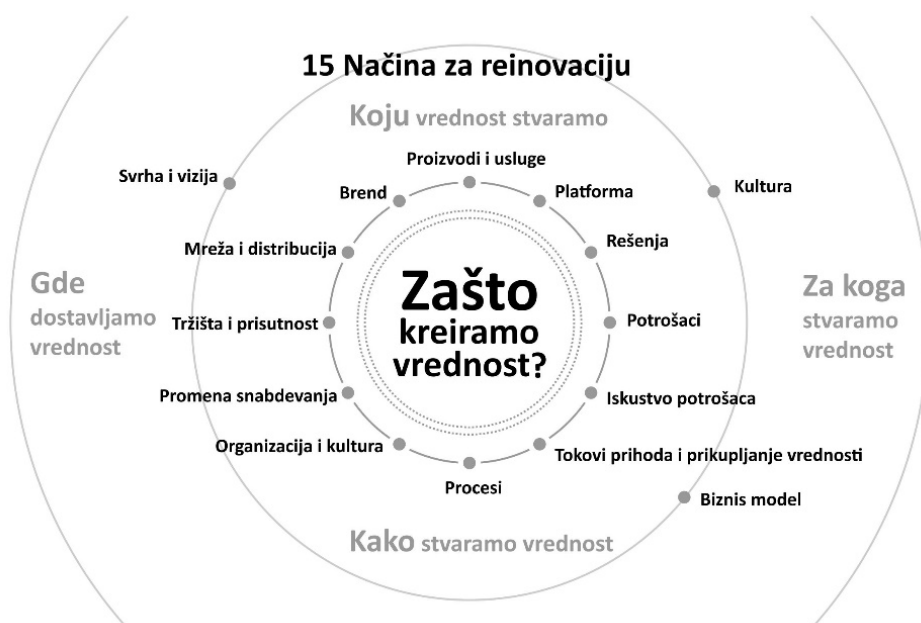 15 Načina za reinovaciju
Koju vrednost stvaramo
Proizvodi i usluge
Svrha i vizija
Brend
Platforma
Kultura
Mreža i distribucija
Rešenja
Gde
dostavljamo
vrednost
Zašto
kreiramo
vrednost?
Za koga
stvaramo
vrednost
Tržišta i prisutnost
Potrošaci
Promena snabdevanja
Iskustvo potrošaca
Organizacija i kultura
Tokovi prihoda i prikupljanje vrednosti
Procesi
Biznis model
Kako stvaramo vrednost